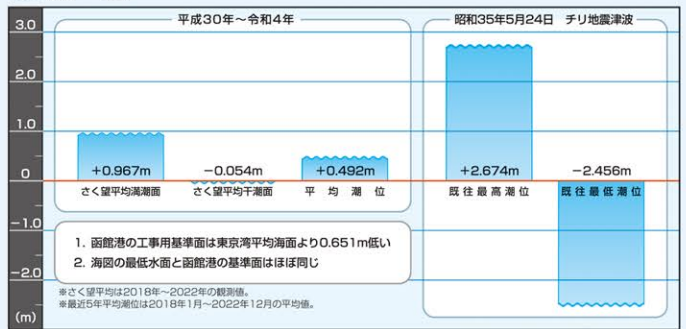 平成30年～令和4年
昭和35年5月24日 チリ地震津波
3.0
2.0
1.0
0
-1.0
-2.0
(m)
+0.967m
さく望平均満潮面
-0.054m
さく望平均干潮面
+0.492m
平均潮位
+2.674m
既往最高潮位
-2.456m
既往最低潮位
1. 函館港の工事用基準面は東京湾平均海面より0.651m低い
2. 海図の最低水面と函館港の基準面はほぼ同じ
※さく望平均は2018年～2022年の観測値。
※最近5年平均潮位は2018年1月～2022年12月の平均値。